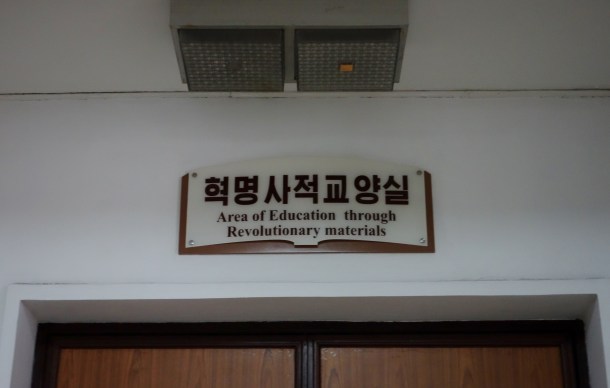 혁명사적교양실
Area of Education through
Revolutionary materials